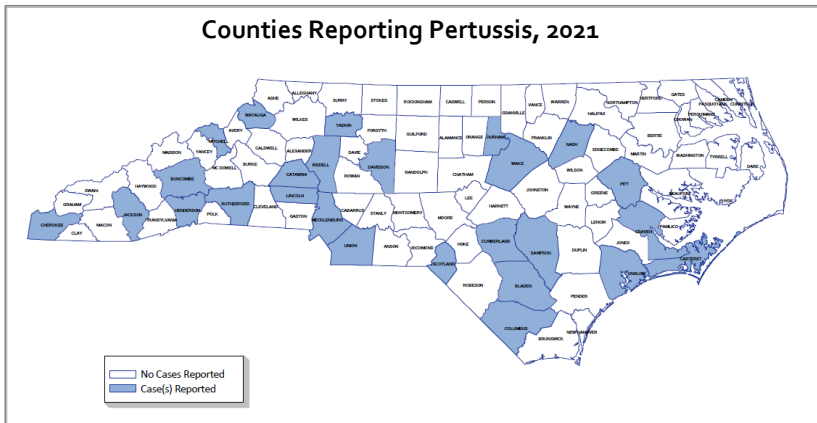 Counties Reporting Pertussis, 2021
ALLEGHANY
ASHE
SURRY
STOKES
ROCKINGHAM
CASWELL
PERSON
GRANVILLE
VANCE
WARREN
NORTHAMPTON
HERTFORD
GATES
CAMDEN
PASQUOTANK
CURRITUCK
PERQUIMANS
CHOWAN
HALIFAX
WATAUGA
WILKES
YADKIN
FORSYTH
GUILFORD
ALAMANCE
ORANGE
DURHAM
FRANKLIN
NASH
EDGECOMBE
BERTIE
MITCHELL
AVERY
CALDWELL
ALEXANDER
IREDELL
DAVIE
DAVIDSON
RANDOLPH
CHATHAM
WAKE
WILSON
MARTIN
WASHINGTON
TYRRELL
DARE
MADISON
YANCEY
BURKE
MC DOWELL
CATAWBA
ROWAN
JOHNSTON
GREENE
PITT
BEAUFORT
HYDE
SWAIN
HAYWOOD
BUNCOMBE
RUTHERFORD
LINCOLN
CLEVELAND
GASTON
MECKLENBURG
CABARRUS
STANLY
MONTGOMERY
MOORE
LEE
HARNETT
WAYNE
LENOIR
CRAVEN
PAMLICO
GRAHAM
CHEROKEE
CLAY
MACON
JACKSON
TRANSYLVANIA
HENDERSON
POLK
UNION
ANSON
RICHMOND
SCOTLAND
HOKE
CUMBERLAND
SAMPSON
DUPLIN
JONES
ONSLOW
CARTERET
ROBESON
BLADEN
PENDER
COLUMBUS
BRUNSWICK
NEW HANOVER
No Cases Reported
Case(s) Reported